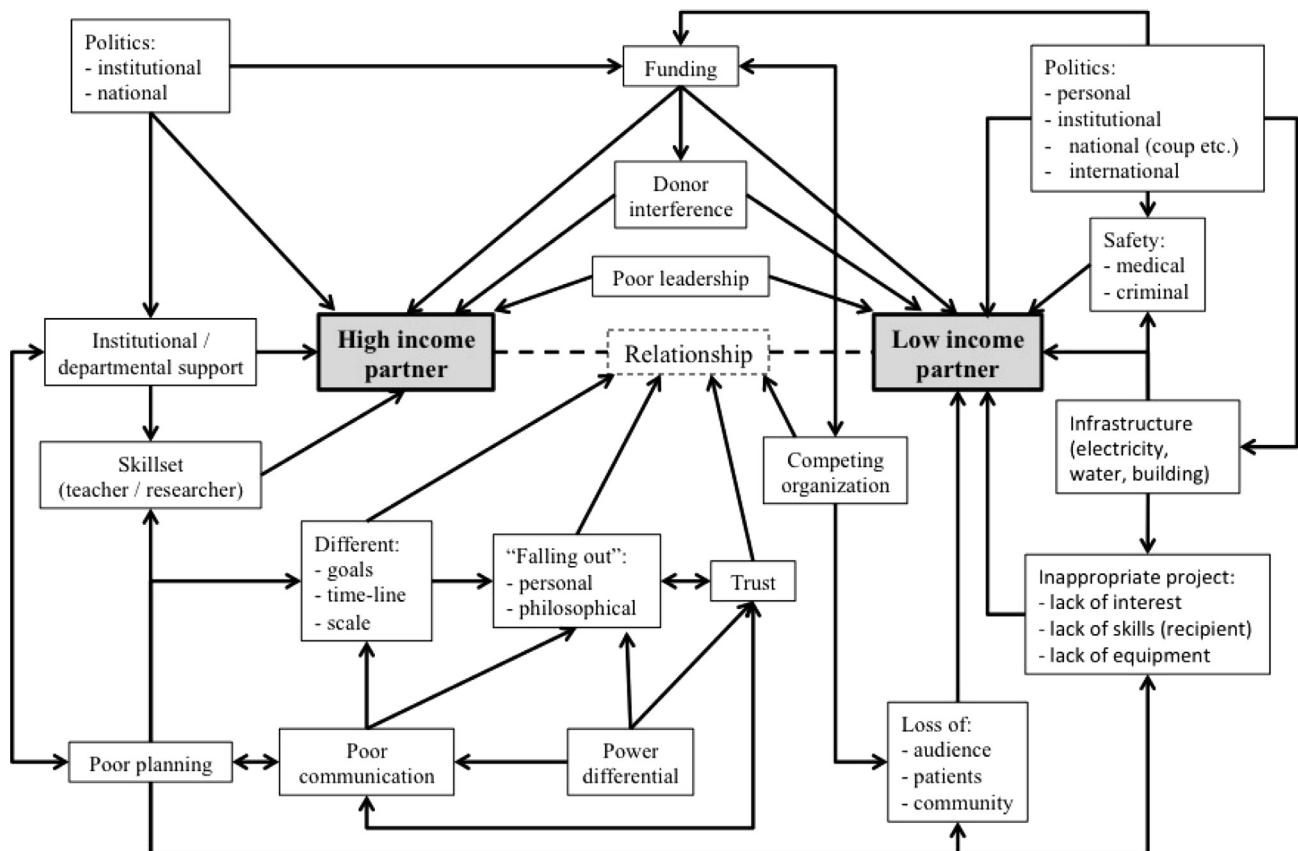 Politics:
- institutional
- national
Funding
Politics:
- personal
- institutional
- national (coup etc.)
- international
Donor
interference
Safety:
- medical
- criminal
Poor leadership
Institutional /
departmental support
High income
partner
Relationship
Low income
partner
Skillset
(teacher / researcher)
Competing
organization
Infrastructure
(electricity,
water, building)
Different:
- goals
- time-line
- scale
“Falling out”:
- personal
- philosophical
Trust
Inappropriate project:
- lack of interest
- lack of skills (recipient)
- lack of equipment
Poor planning
Poor
communication
Power
differential
Loss of:
- audience
- patients
- community